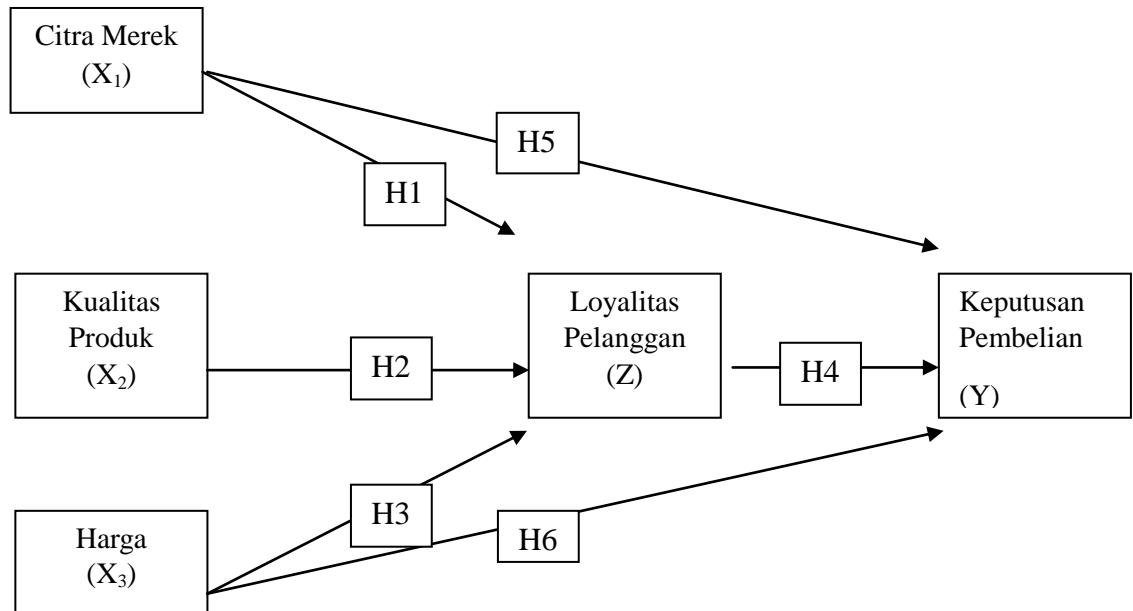 Citra Merek
(X₁)
H5
H1
Kualitas
Produk
(X₂)
H2
Loyalitas
Pelanggan
(Z)
H4
Keputusan
Pembelian
(Y)
H3
H6
Harga
(X₃)